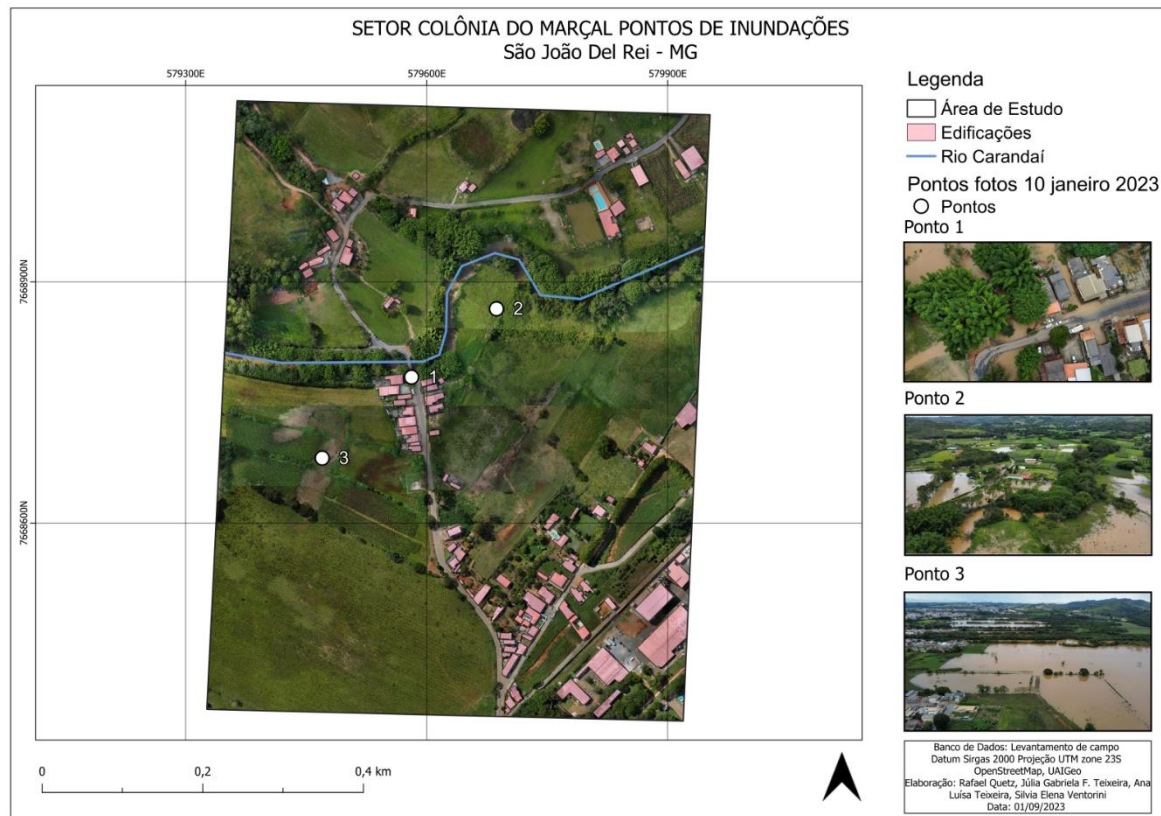 SETOR COLÔNIA DO MARÇAL PONTOS DE INUNDAÇÕES
São João Del Rei - MG
579300E
579600E
579900E
7668900N
7668600N
2
1
3
0
0,2
0,4 km
Legenda
Área de Estudo
Edificações
Rio Carandaí
Pontos fotos 10 janeiro 2023
Pontos
Ponto 1
Ponto 2
Ponto 3
Banco de Dados: Levantamento de campo
Datum Sirgas 2000 Projeção UTM zone 23S
OpenStreetMap, UAIGeo
Elaboração: Rafael Quetz, Júlia Gabriela F. Teixeira, Ana
Luísa Teixeira, Silvia Elena Ventorini
Data: 01/09/2023